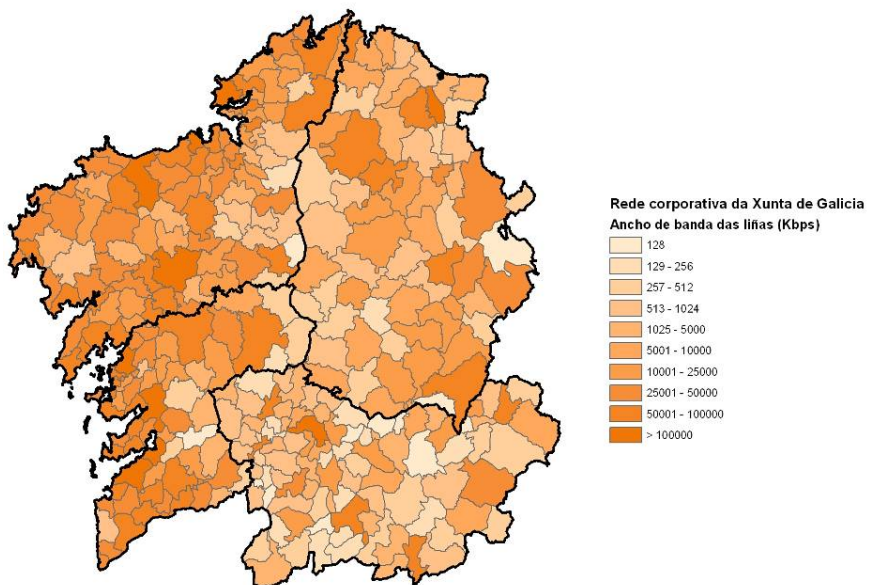 Rede corporativa da Xunta de Galicia
Ancho de banda das liñas (Kbps)
128
129 - 256
257 - 512
513 - 1024
1025 - 5000
5001 - 10000
10001 - 25000
25001 - 50000
50001 - 100000
> 100000